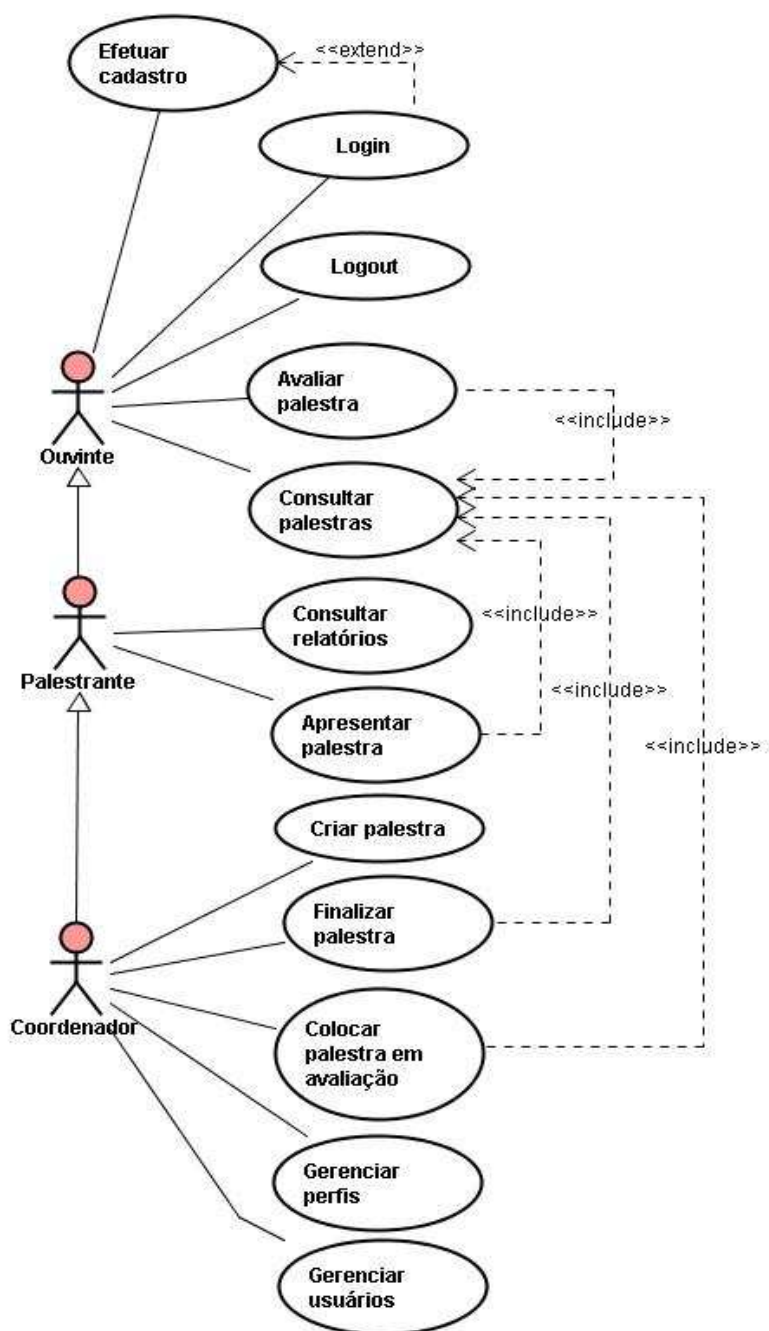 Efetuar
cadastro
<<extend>>
Login
Logout
Avaliar
palestra
<<include>>
Ouvinte
Consultar
palestras
Consultar
relatórios
<<include>>
Palestrante
<<include>>
Apresentar
palestra
<<include>>
Criar palestra
Finalizar
palestra
Coordenador
Colocar
palestra em
avaliação
Gerenciar
perfis
Gerenciar
usuários